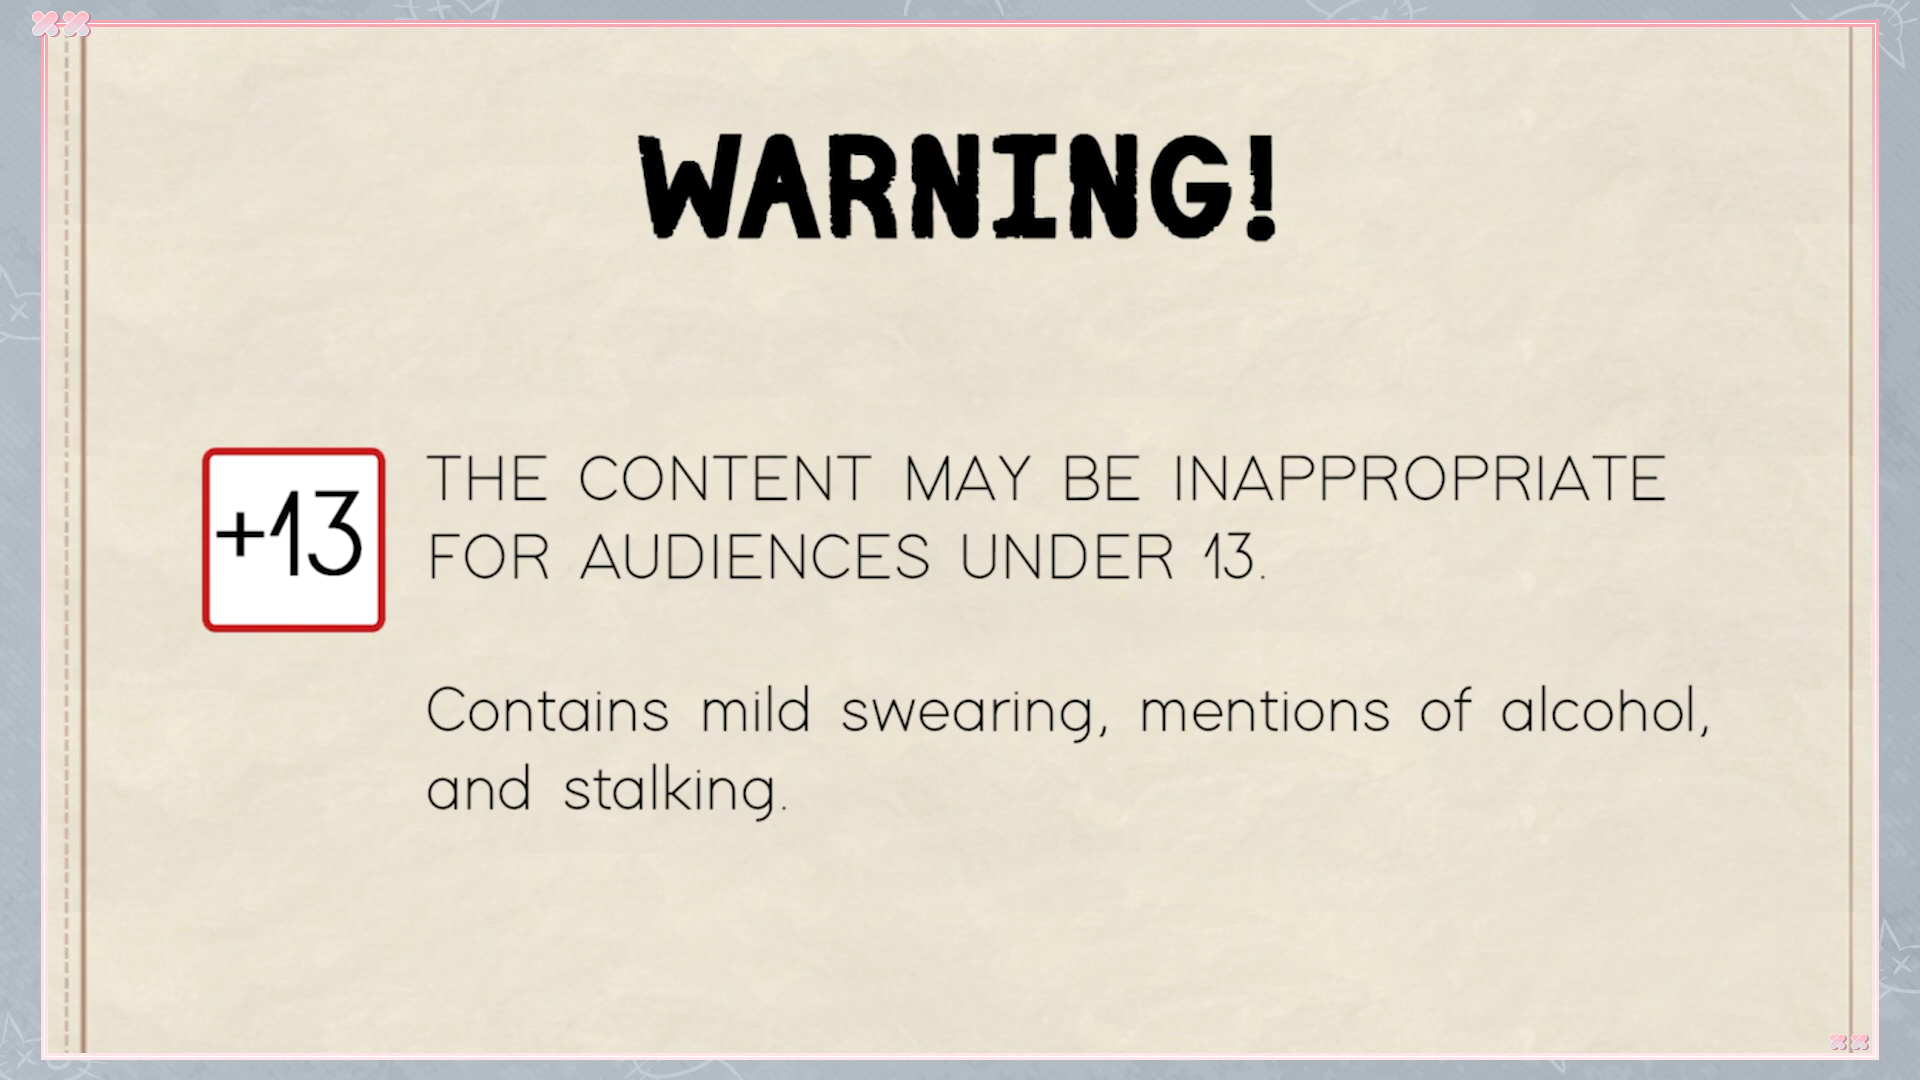 WARNING!
+13
THE CONTENT MAY BE INAPPROPRIATE
FOR AUDIENCES UNDER 13.
Contains mild swearing, mentions of alcohol,
and stalking.